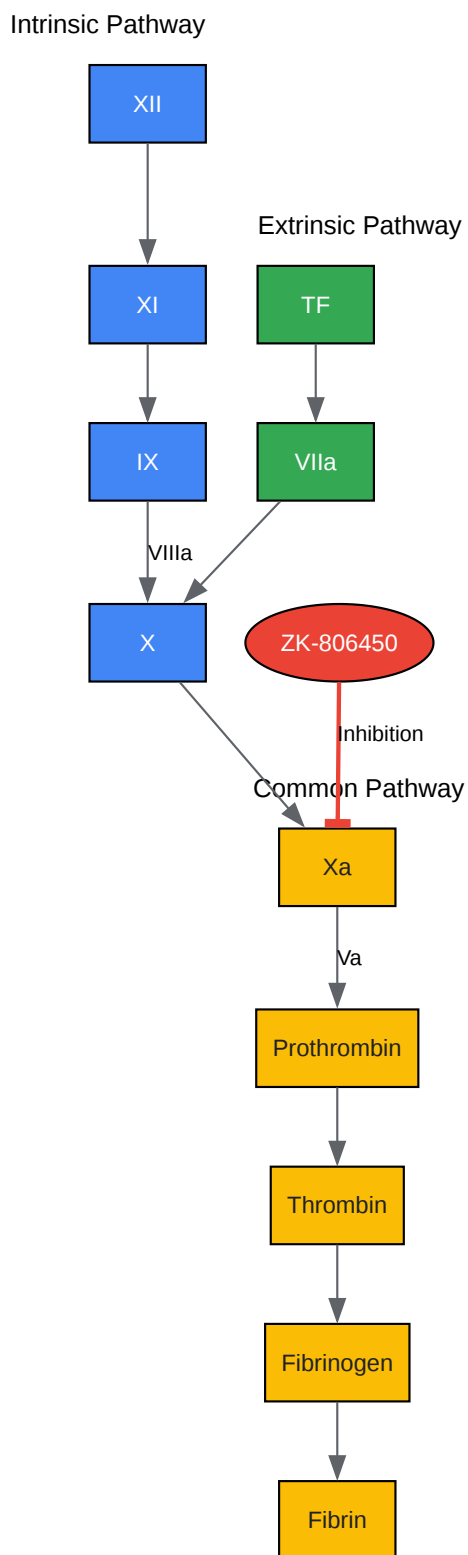 Intrinsic Pathway
XII
Extrinsic Pathway
XI
TF
IX
VIIa
VIIIa
X
ZK-806450
Inhibition
Common Pathway
Xa
Va
Prothrombin
Thrombin
Fibrinogen
Fibrin